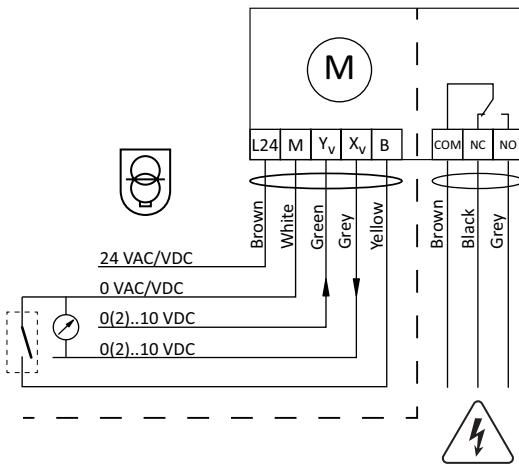 M
L24 M Yv Xv B
COM NC NO
Brown White Green Grey Yellow
Brown Black Grey
24 VAC/VDC
0 VAC/VDC
0(2)..10 VDC
0(2)..10 VDC